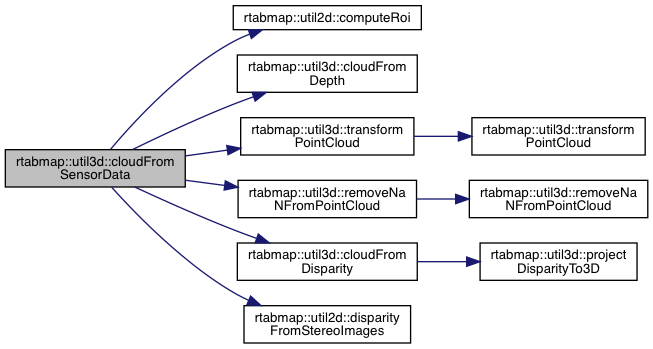 rtabmap::util2d::computeRoi
rtabmap::util3d::cloudFrom
Depth
rtabmap::util3d::transform
PointCloud
rtabmap::util3d::transform
PointCloud
rtabmap::util3d::cloudFrom
SensorData
rtabmap::util3d::removeNa
NFromPointCloud
rtabmap::util3d::removeNa
NFromPointCloud
rtabmap::util3d::cloudFrom
Disparity
rtabmap::util3d::project
DisparityTo3D
rtabmap::util2d::disparity
FromStereoImages